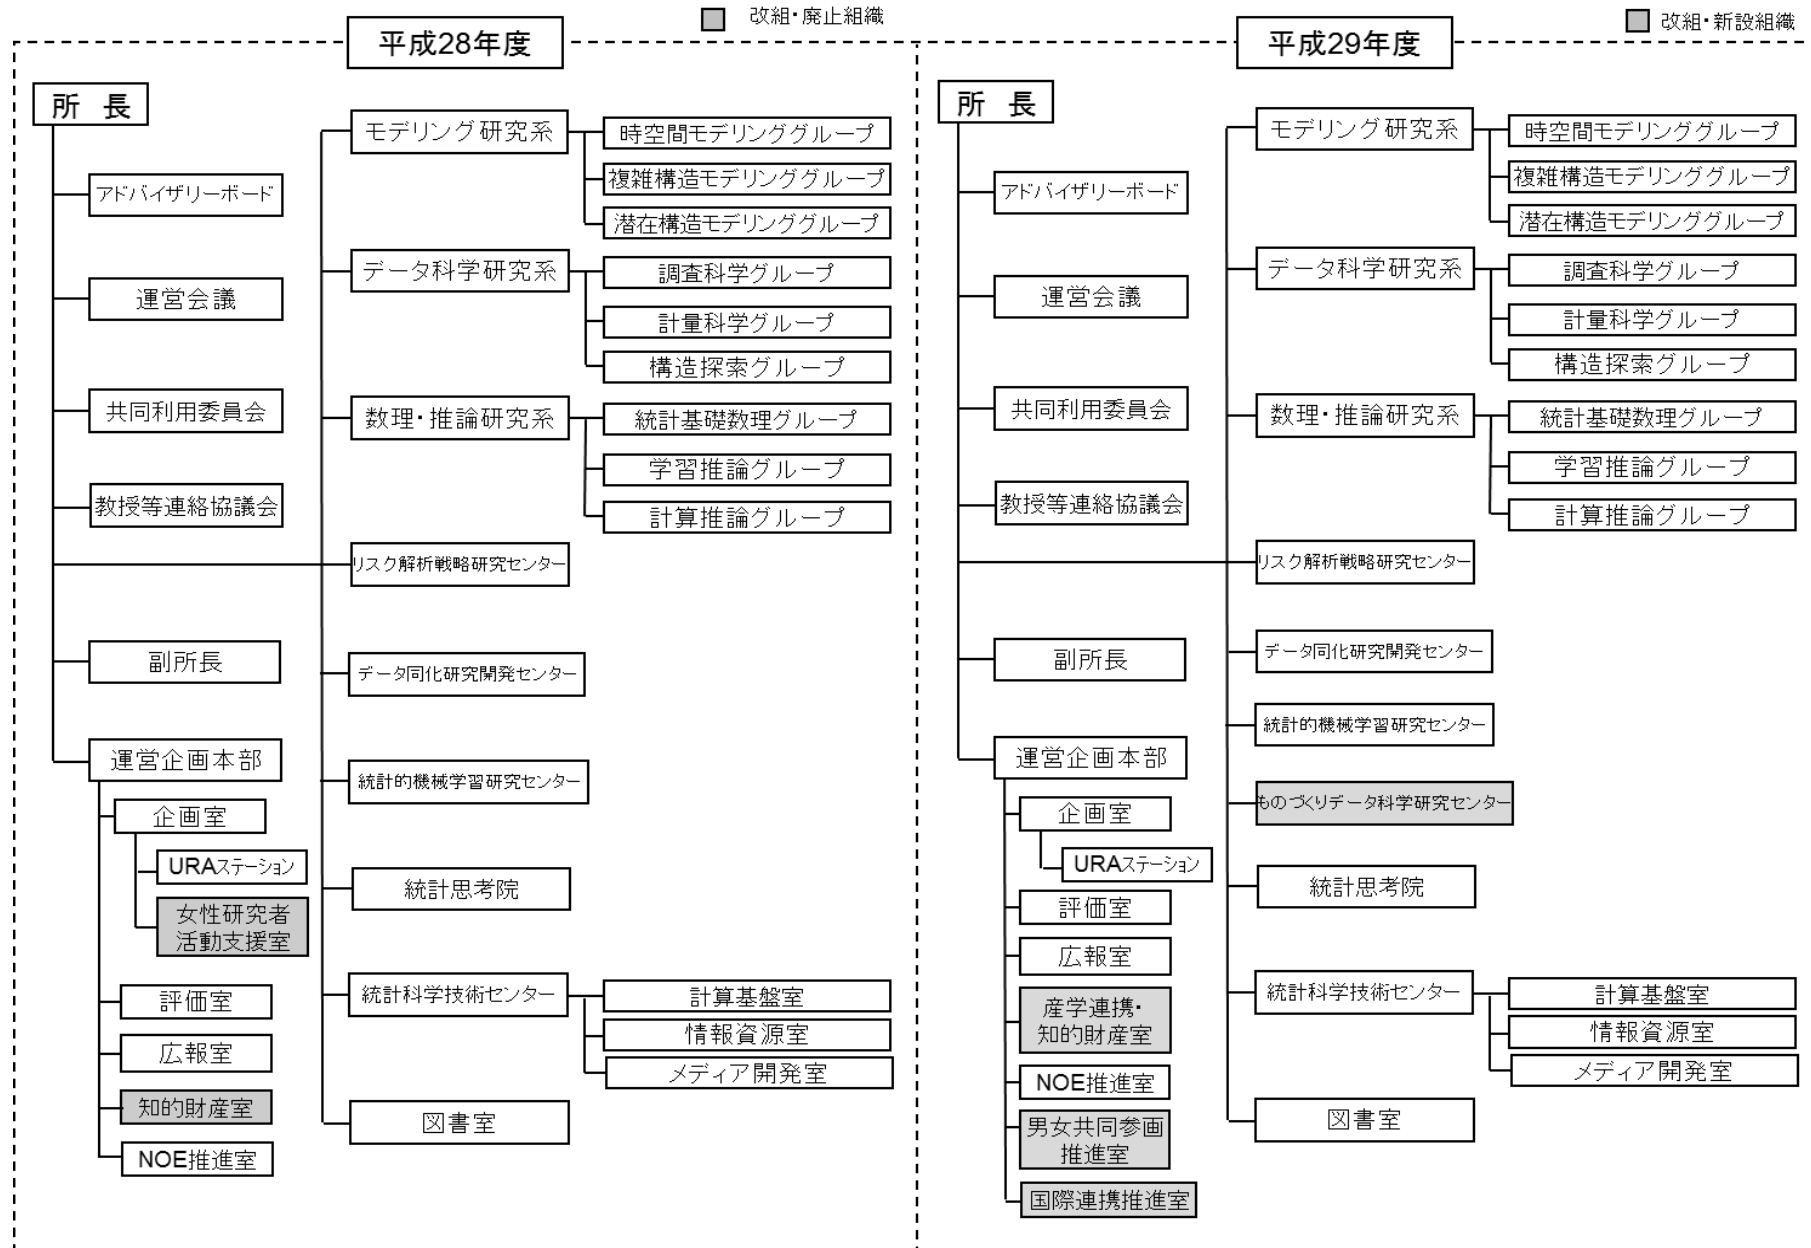 改組・廃止組織
平成28年度
所　長
アドバイザリーボード
運営会議
共同利用委員会
教授等連絡協議会
副所長
運営企画本部
企画室
URAステーション
女性研究者
活動支援室
評価室
広報室
知的財産室
NOE推進室
モデリング研究系
時空間モデリンググループ
複雑構造モデリンググループ
潜在構造モデリンググループ
データ科学研究系
調査科学グループ
計量科学グループ
構造探索グループ
数理・推論研究系
統計基礎数理グループ
学習推論グループ
計算推論グループ
リスク解析戦略研究センター
データ同化研究開発センター
統計的機械学習研究センター
統計思考院
統計科学技術センター
計算基盤室
情報資源室
メディア開発室
図書室
改組・新設組織
平成29年度
所　長
アドバイザリーボード
運営会議
共同利用委員会
教授等連絡協議会
副所長
運営企画本部
企画室
URAステーション
評価室
広報室
産学連携・
知的財産室
NOE推進室
男女共同参画
推進室
国際連携推進室
モデリング研究系
時空間モデリンググループ
複雑構造モデリンググループ
潜在構造モデリンググループ
データ科学研究系
調査科学グループ
計量科学グループ
構造探索グループ
数理・推論研究系
統計基礎数理グループ
学習推論グループ
計算推論グループ
リスク解析戦略研究センター
データ同化研究開発センター
統計的機械学習研究センター
ものづくりデータ科学研究センター
統計思考院
統計科学技術センター
計算基盤室
情報資源室
メディア開発室
図書室